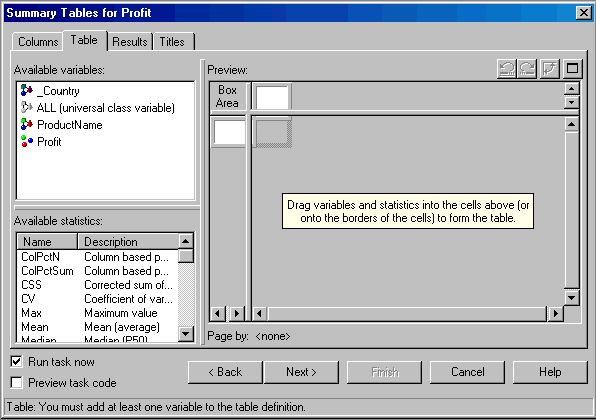 Summary Tables for Profit
Columns Table Results Titles
Available variables:
_Country
ALL (universal class variable)
ProductName
Profit
Available statistics:
Name Description
ColPctN Column based p...
ColPctSum Column based p...
CSS Corrected sum of...
CV Coefficient of var...
Max Maximum value
Mean Mean (average)
Median Median (P50)
Preview:
Box
Area
Drag variables and statistics into the cells above (or
onto the borders of the cells) to form the table.
Page by: <none>
Run task now
Preview task code
< Back Next > Finish Cancel Help
Table: You must add at least one variable to the table definition.